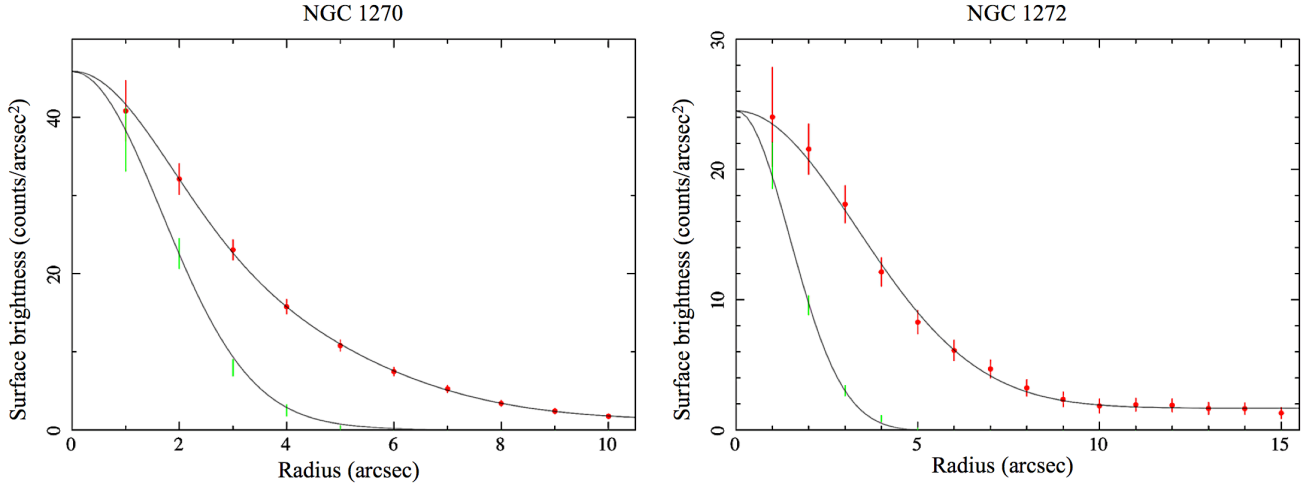 NGC 1270
Surface brightness (counts/arcsec²)
40
20
0
0 2 4 6 8 10
Radius (arcsec)
NGC 1272
Surface brightness (counts/arcsec²)
30
20
10
0
0 5 10 15
Radius (arcsec)